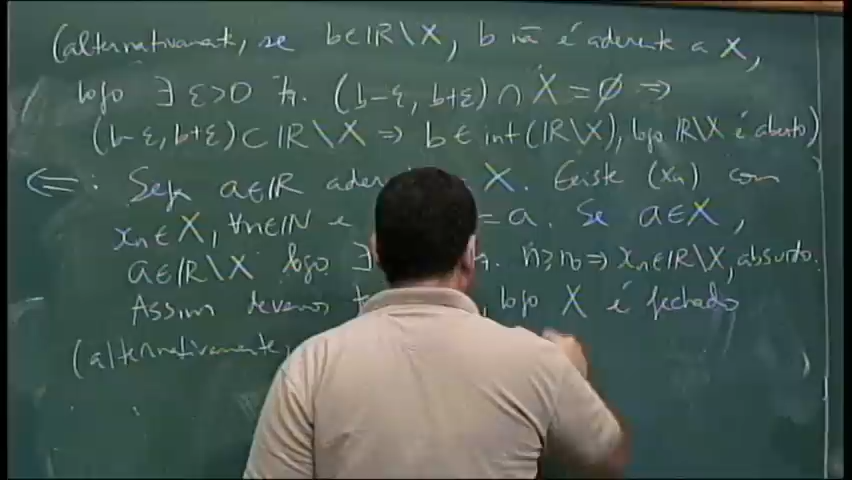 (alternativamente, se b∈ℝ\X, b não é aderente a X,
logo ∃ ε>0 t.q. (b-ε, b+ε) ∩ X = ∅ ⇒
(b-ε, b+ε) ⊂ ℝ\X ⇒ b ∈ int(ℝ\X), logo ℝ\X é aberto)
⇐: Seja a∈ℝ X. Existe (xn) com
xn∈X, ∀n∈ℕ e = a. Se a∈X,
a∈ℝ\X logo ∃ n≥n0 ⇒ xn∈ℝ\X, absurdo.
Assim devemos , logo X é fechado
(alternativamente, )